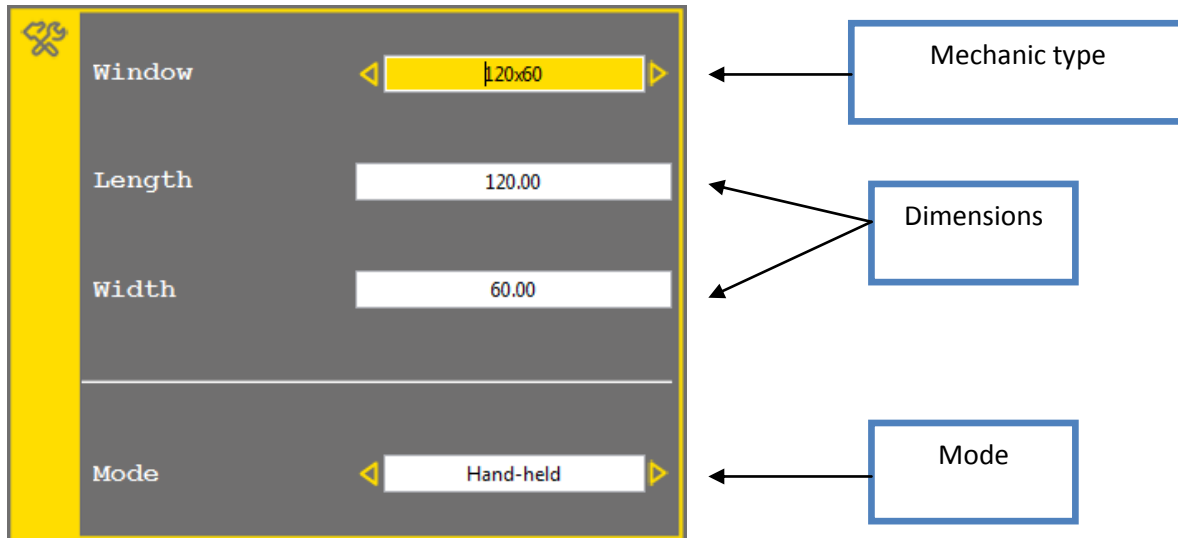 Window 120x60 Mechanic type
Length 120.00
Dimensions
Width 60.00
Mode Hand-held Mode